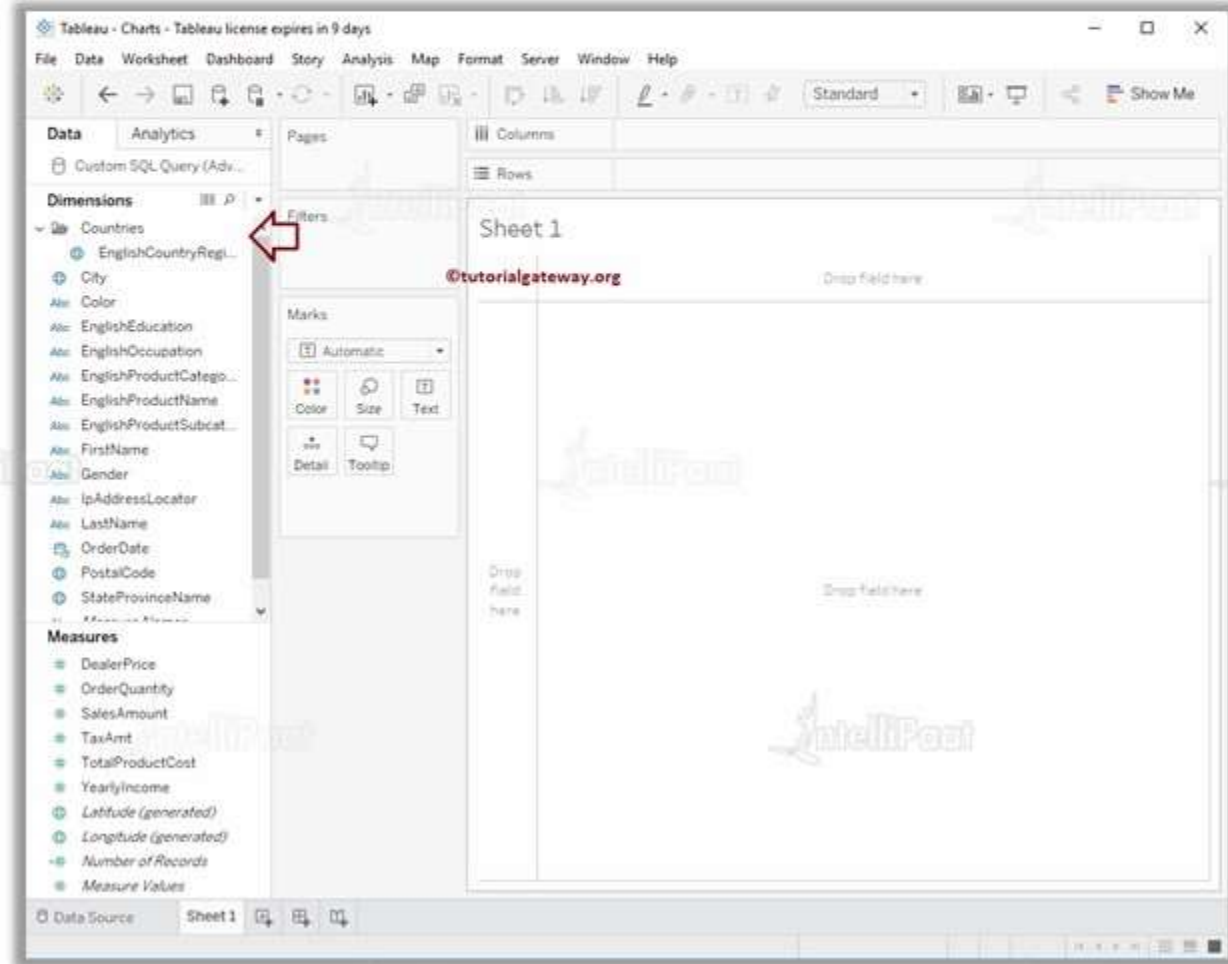 Tableau - Charts - Tableau license expires in 9 days
File Data Worksheet Dashboard Story Analysis Map Format Server Window Help
Standard Show Me
Data Analytics
Custom SQL Query (Adv...
Dimensions
Countries
EnglishCountryRegi...
City
Color
EnglishEducation
EnglishOccupation
EnglishProductCatego...
EnglishProductName
EnglishProductSubcat...
FirstName
Gender
IpAddressLocator
LastName
OrderDate
PostalCode
StateProvinceName
Measures
DealerPrice
OrderQuantity
SalesAmount
TaxAmt
TotalProductCost
YearlyIncome
Latitude (generated)
Longitude (generated)
Number of Records
Measure Values
Pages
Filters
Marks
Automatic
Color Size Text
Detail Tooltip
Columns
Rows
Sheet 1
©tutorialgateway.org
Drop field here
Drop
field
here
Drop field here
IntelliPaat
Data Source Sheet 1